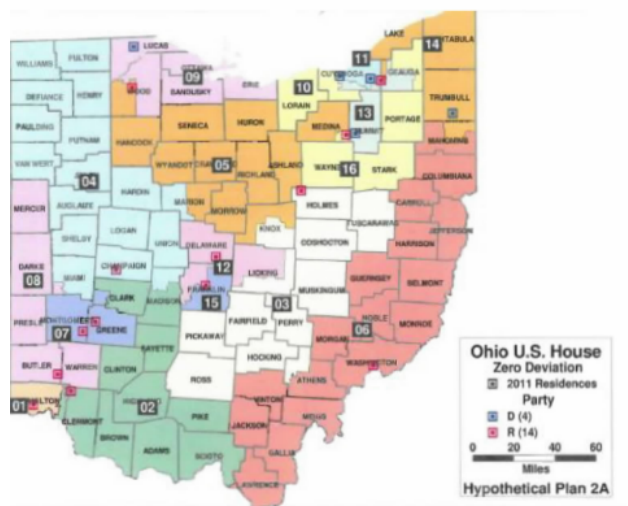 LAKE
LUCAS
11
14
FULTON
WILLIAMS
09
GEAUGA
ERIE
SANDUSKY
10
TRUMBULL
DEFIANCE
HENRY
LORAIN
13
PORTAGE
SENECA
HURON
MEDINA
PAULDING
HANCOCK
MAHONING
PUTNAM
VAN WERT
WYANDOT
05
ASHLAND
WAYNE
16
STARK
COLUMBIANA
RICHLAND
04
HARDIN
MARION
CARROLL
MERCER
AUGLAIZE
MORROW
HOLMES
TUSCARAWAS
JEFFERSON
LOGAN
KNOX
SHELBY
UNION
DELAWARE
COSHOCTON
HARRISON
DARKE
MIAMI
CHAMPAIGN
12
LICKING
GUERNSEY
BELMONT
08
CLARK
MADISON
FRANKLIN
MUSKINGUM
15
03
NOBLE
MONROE
PREBLE
MONTGOMERY
07
GREENE
FAIRFIELD
PERRY
06
PICKAWAY
MORGAN
FAYETTE
BUTLER
WARREN
CLINTON
HOCKING
WASHINGTON
ROSS
ATHENS
01
02
VINTON
CLERMONT
PIKE
JACKSON
MEIGS
BROWN
ADAMS
SCIOTO
GALLIA
LAWRENCE
Ohio U.S. House
Zero Deviation
2011 Residences
Party
D (4)
R (14)
0 20 40 60
Miles
Hypothetical Plan 2A